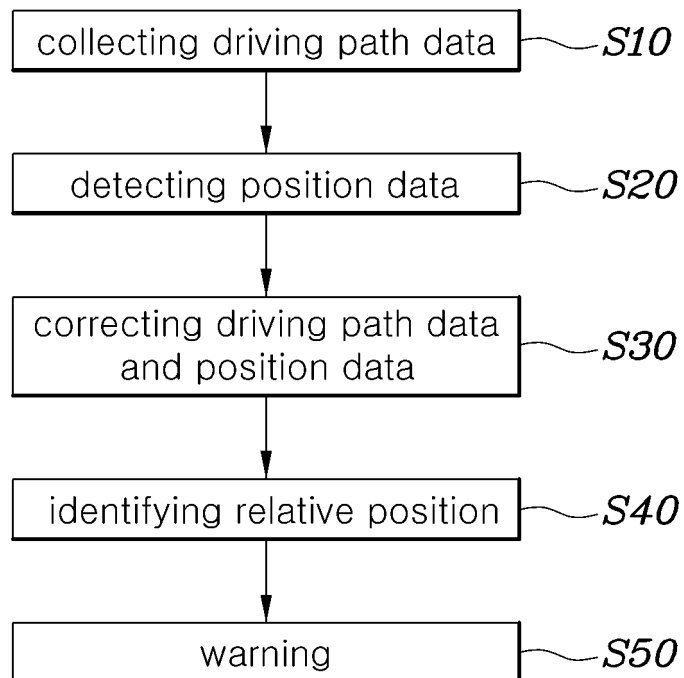 collecting driving path data S10
detecting position data S20
correcting driving path data
and position data S30
identifying relative position S40
warning S50